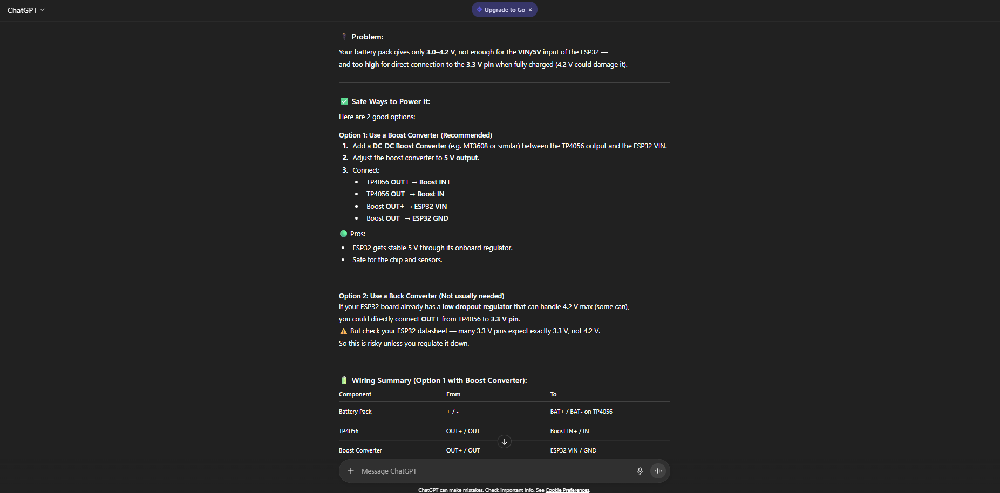 ChatGPT
Upgrade to Go ×
Problem:
Your battery pack gives only 3.0–4.2 V, not enough for the VIN/5V input of the ESP32 —
and too high for direct connection to the 3.3 V pin when fully charged (4.2 V could damage it).
Safe Ways to Power It:
Here are 2 good options:
Option 1: Use a Boost Converter (Recommended)
1. Add a DC-DC Boost Converter (e.g. MT3608 or similar) between the TP4056 output and the ESP32 VIN.
2. Adjust the boost converter to 5 V output.
3. Connect:
• TP4056 OUT+ → Boost IN+
• TP4056 OUT- → Boost IN-
• Boost OUT+ → ESP32 VIN
• Boost OUT- → ESP32 GND
Pros:
• ESP32 gets stable 5 V through its onboard regulator.
• Safe for the chip and sensors.
Option 2: Use a Buck Converter (Not usually needed)
If your ESP32 board already has a low dropout regulator that can handle 4.2 V max (some can),
you could directly connect OUT+ from TP4056 to 3.3 V pin.
⚠️ But check your ESP32 datasheet — many 3.3 V pins expect exactly 3.3 V, not 4.2 V.
So this is risky unless you regulate it down.
Wiring Summary (Option 1 with Boost Converter):
Component From To
Battery Pack + / - BAT+ / BAT- on TP4056
TP4056 OUT+ / OUT- Boost IN+ / IN-
Boost Converter OUT+ / OUT- ESP32 VIN / GND
Message ChatGPT
ChatGPT can make mistakes. Check important info. See Cookie Preferences.